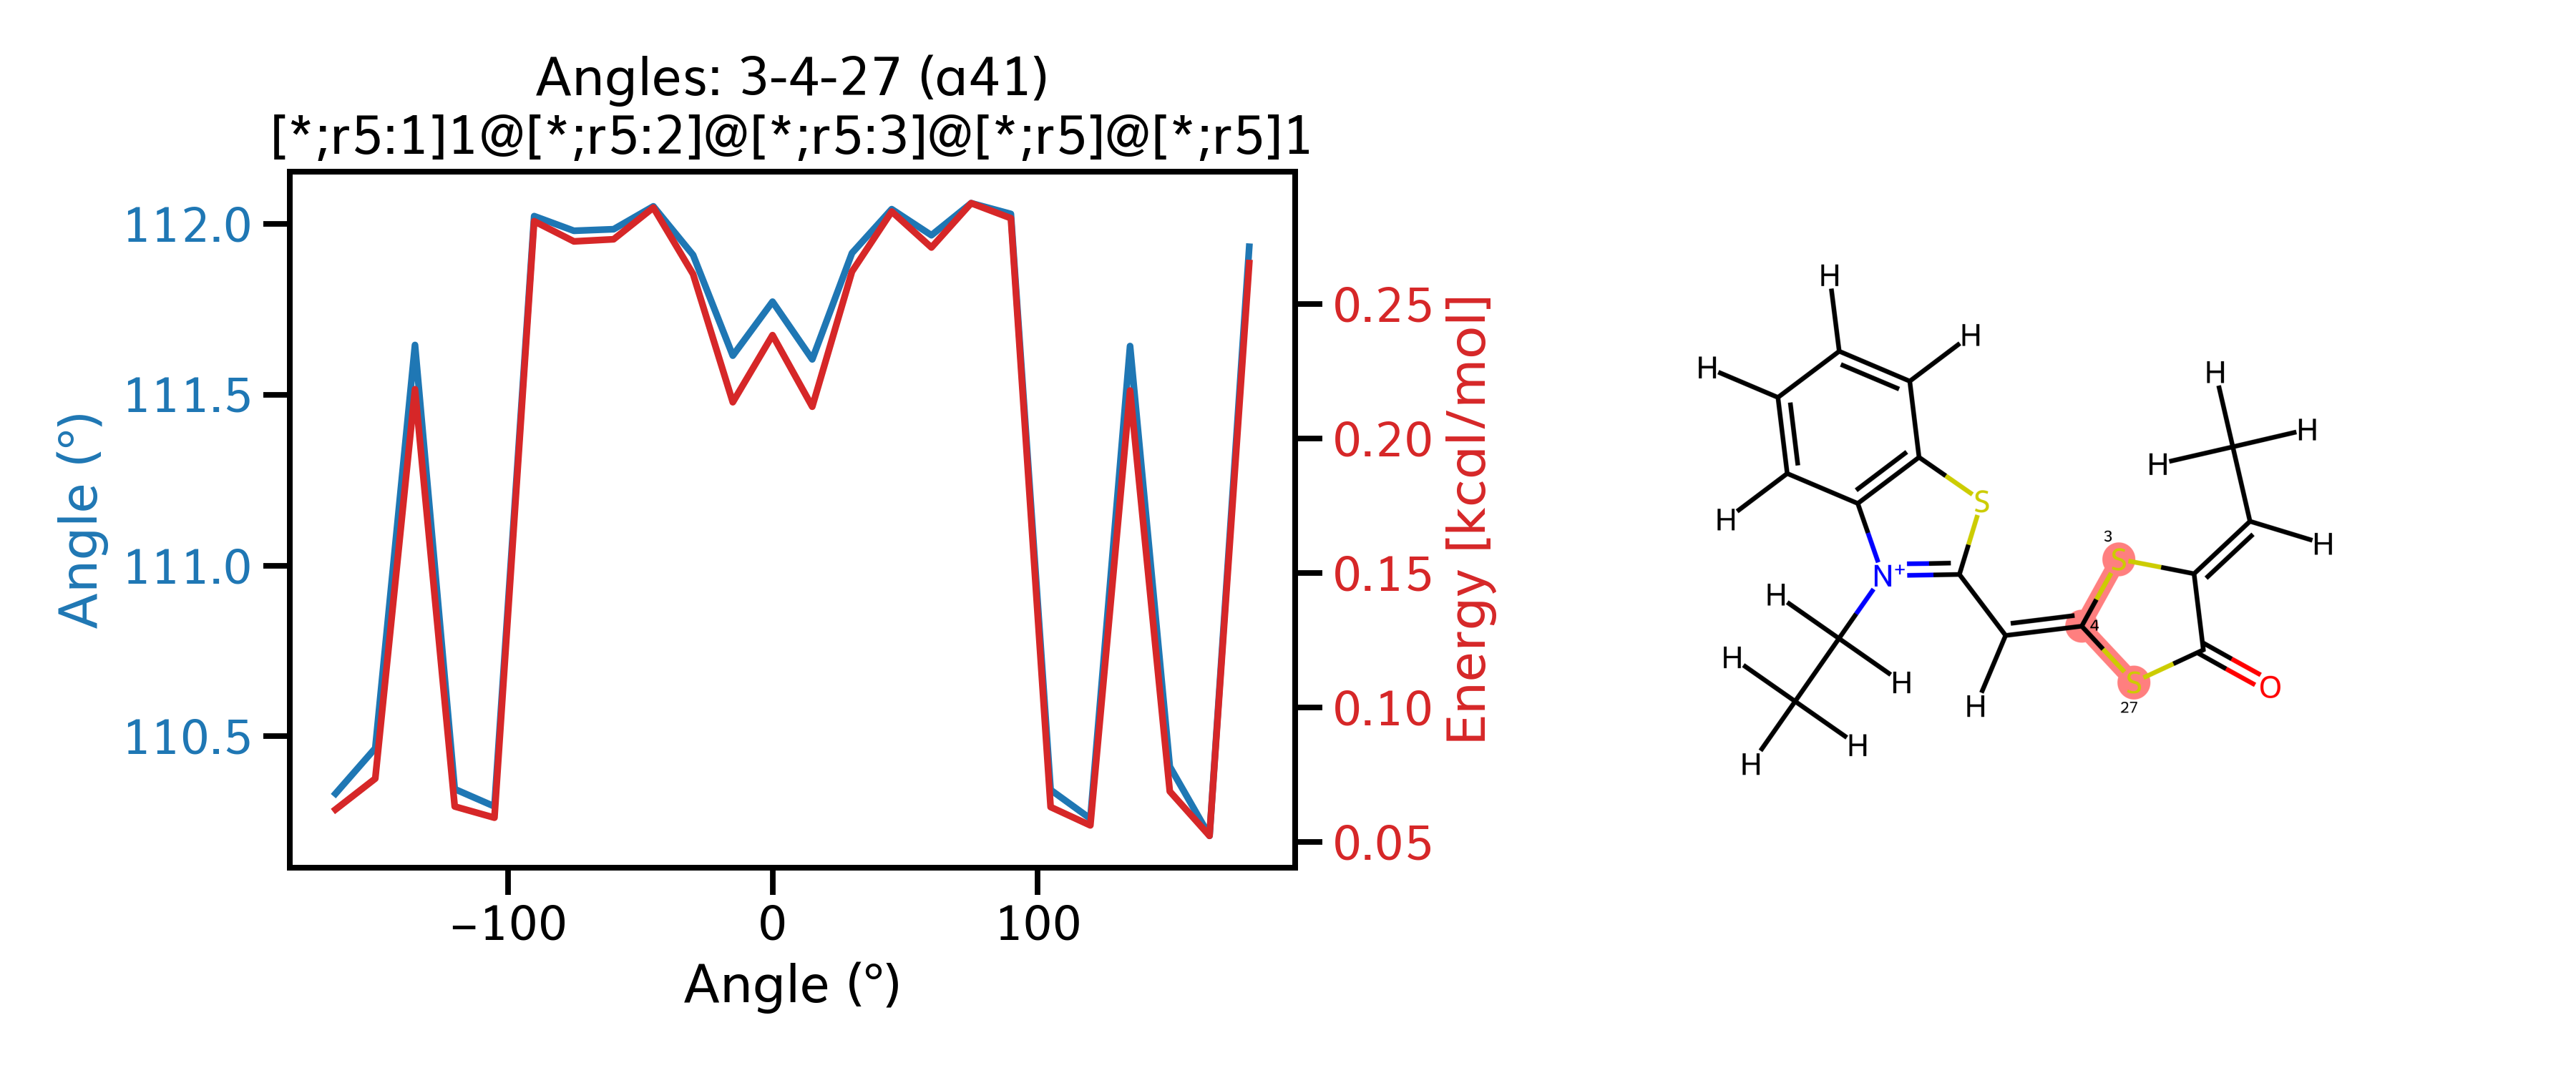 Angles: 3-4-27 (a41)
[*;r5:1]1@[*;r5:2]@[*;r5:3]@[*;r5]@[*;r5]1
112.0
111.5
111.0
110.5
Angle (°)
0.25
0.20
0.15
0.10
0.05
Energy [kcal/mol]
−100
0
100
Angle (°)
H
H
H
H
H
H
H
S
3
S
H
H
N⁺
H
4
H
S
27
H
O
H
H
H